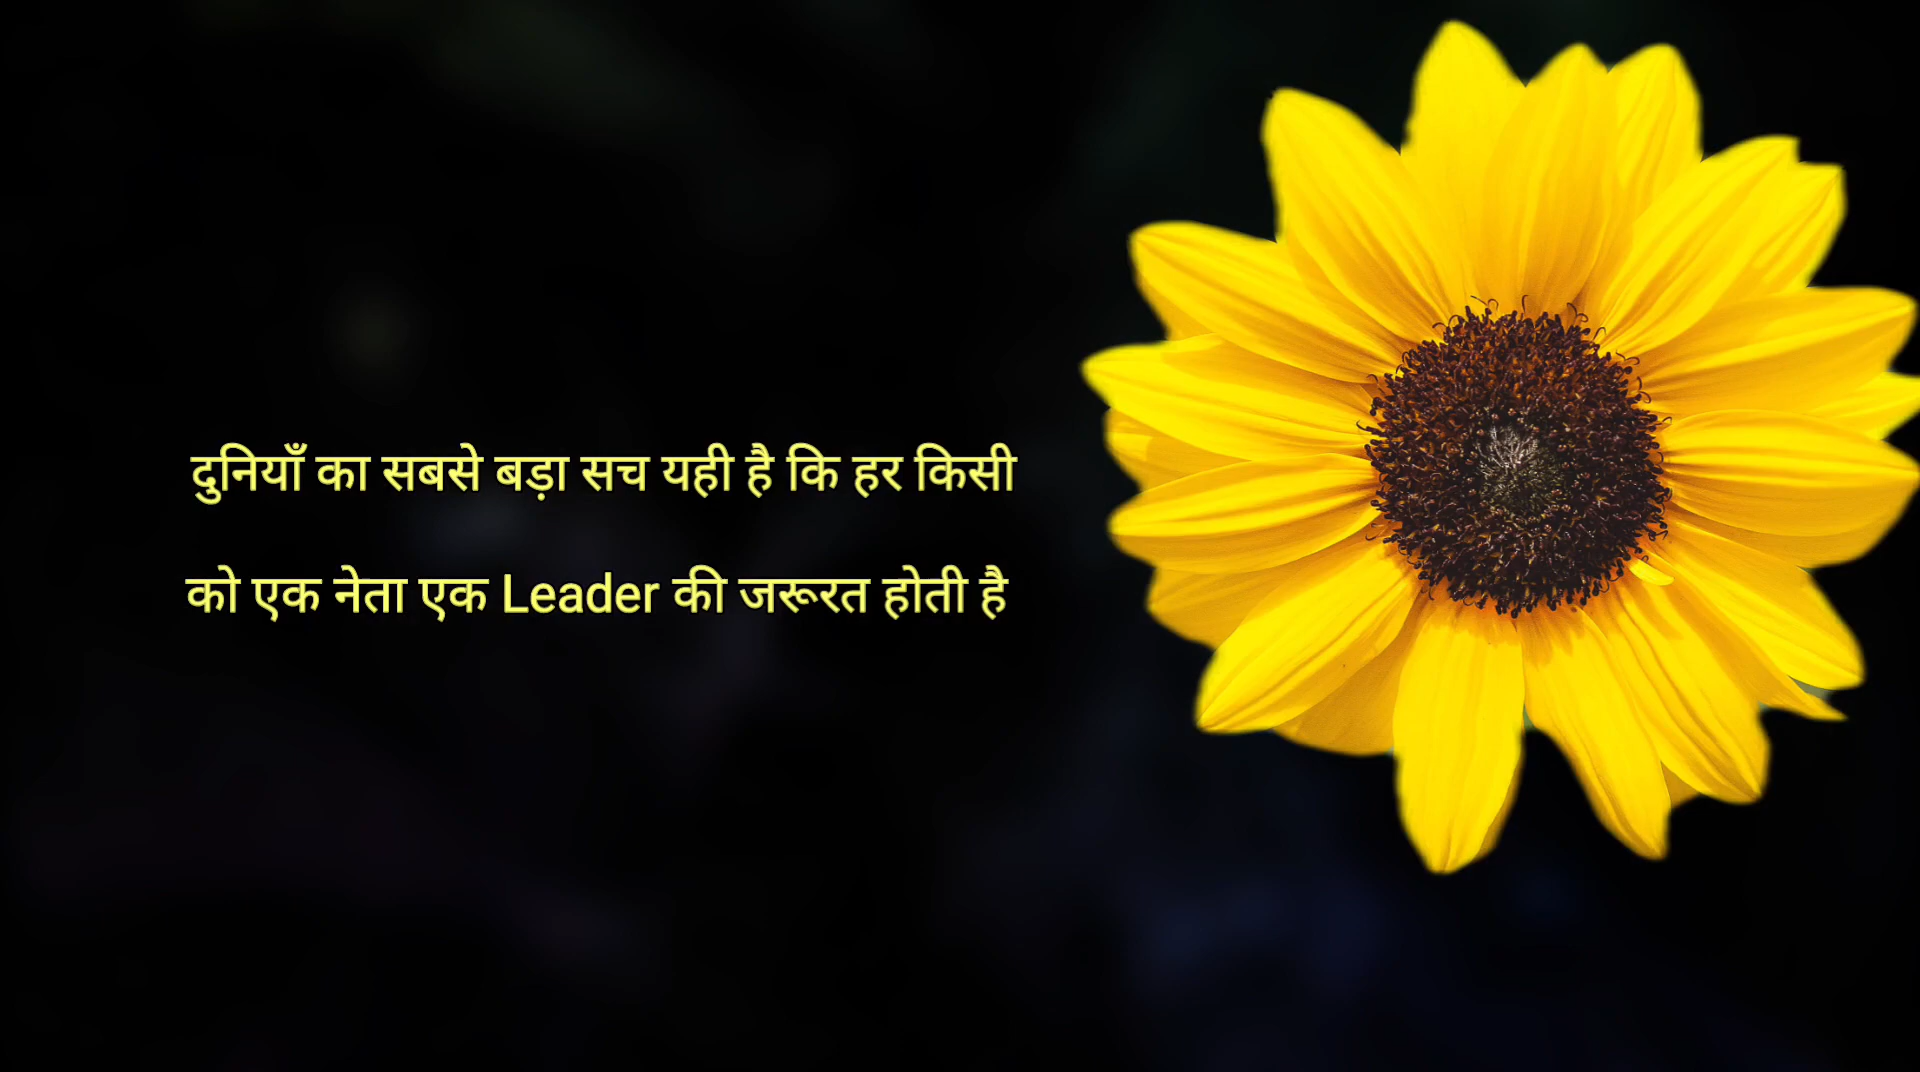 दुनियाँ का सबसे बड़ा सच यही है कि हर किसी
को एक नेता एक Leader की जरूरत होती है